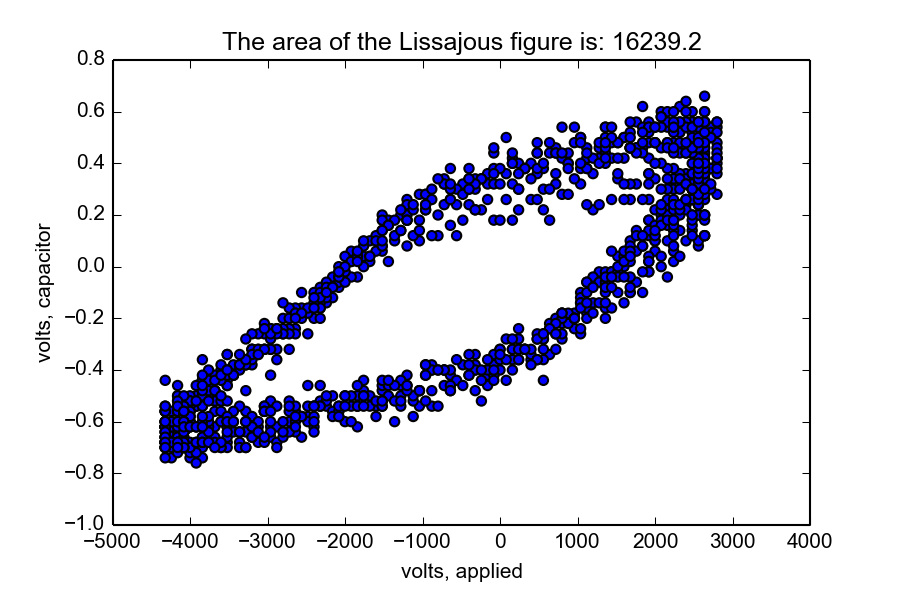 The area of the Lissajous figure is: 16239.2
0.8
0.6
0.4
0.2
0.0
−0.2
−0.4
−0.6
−0.8
−1.0
volts, capacitor
−5000 −4000 −3000 −2000 −1000 0 1000 2000 3000 4000
volts, applied